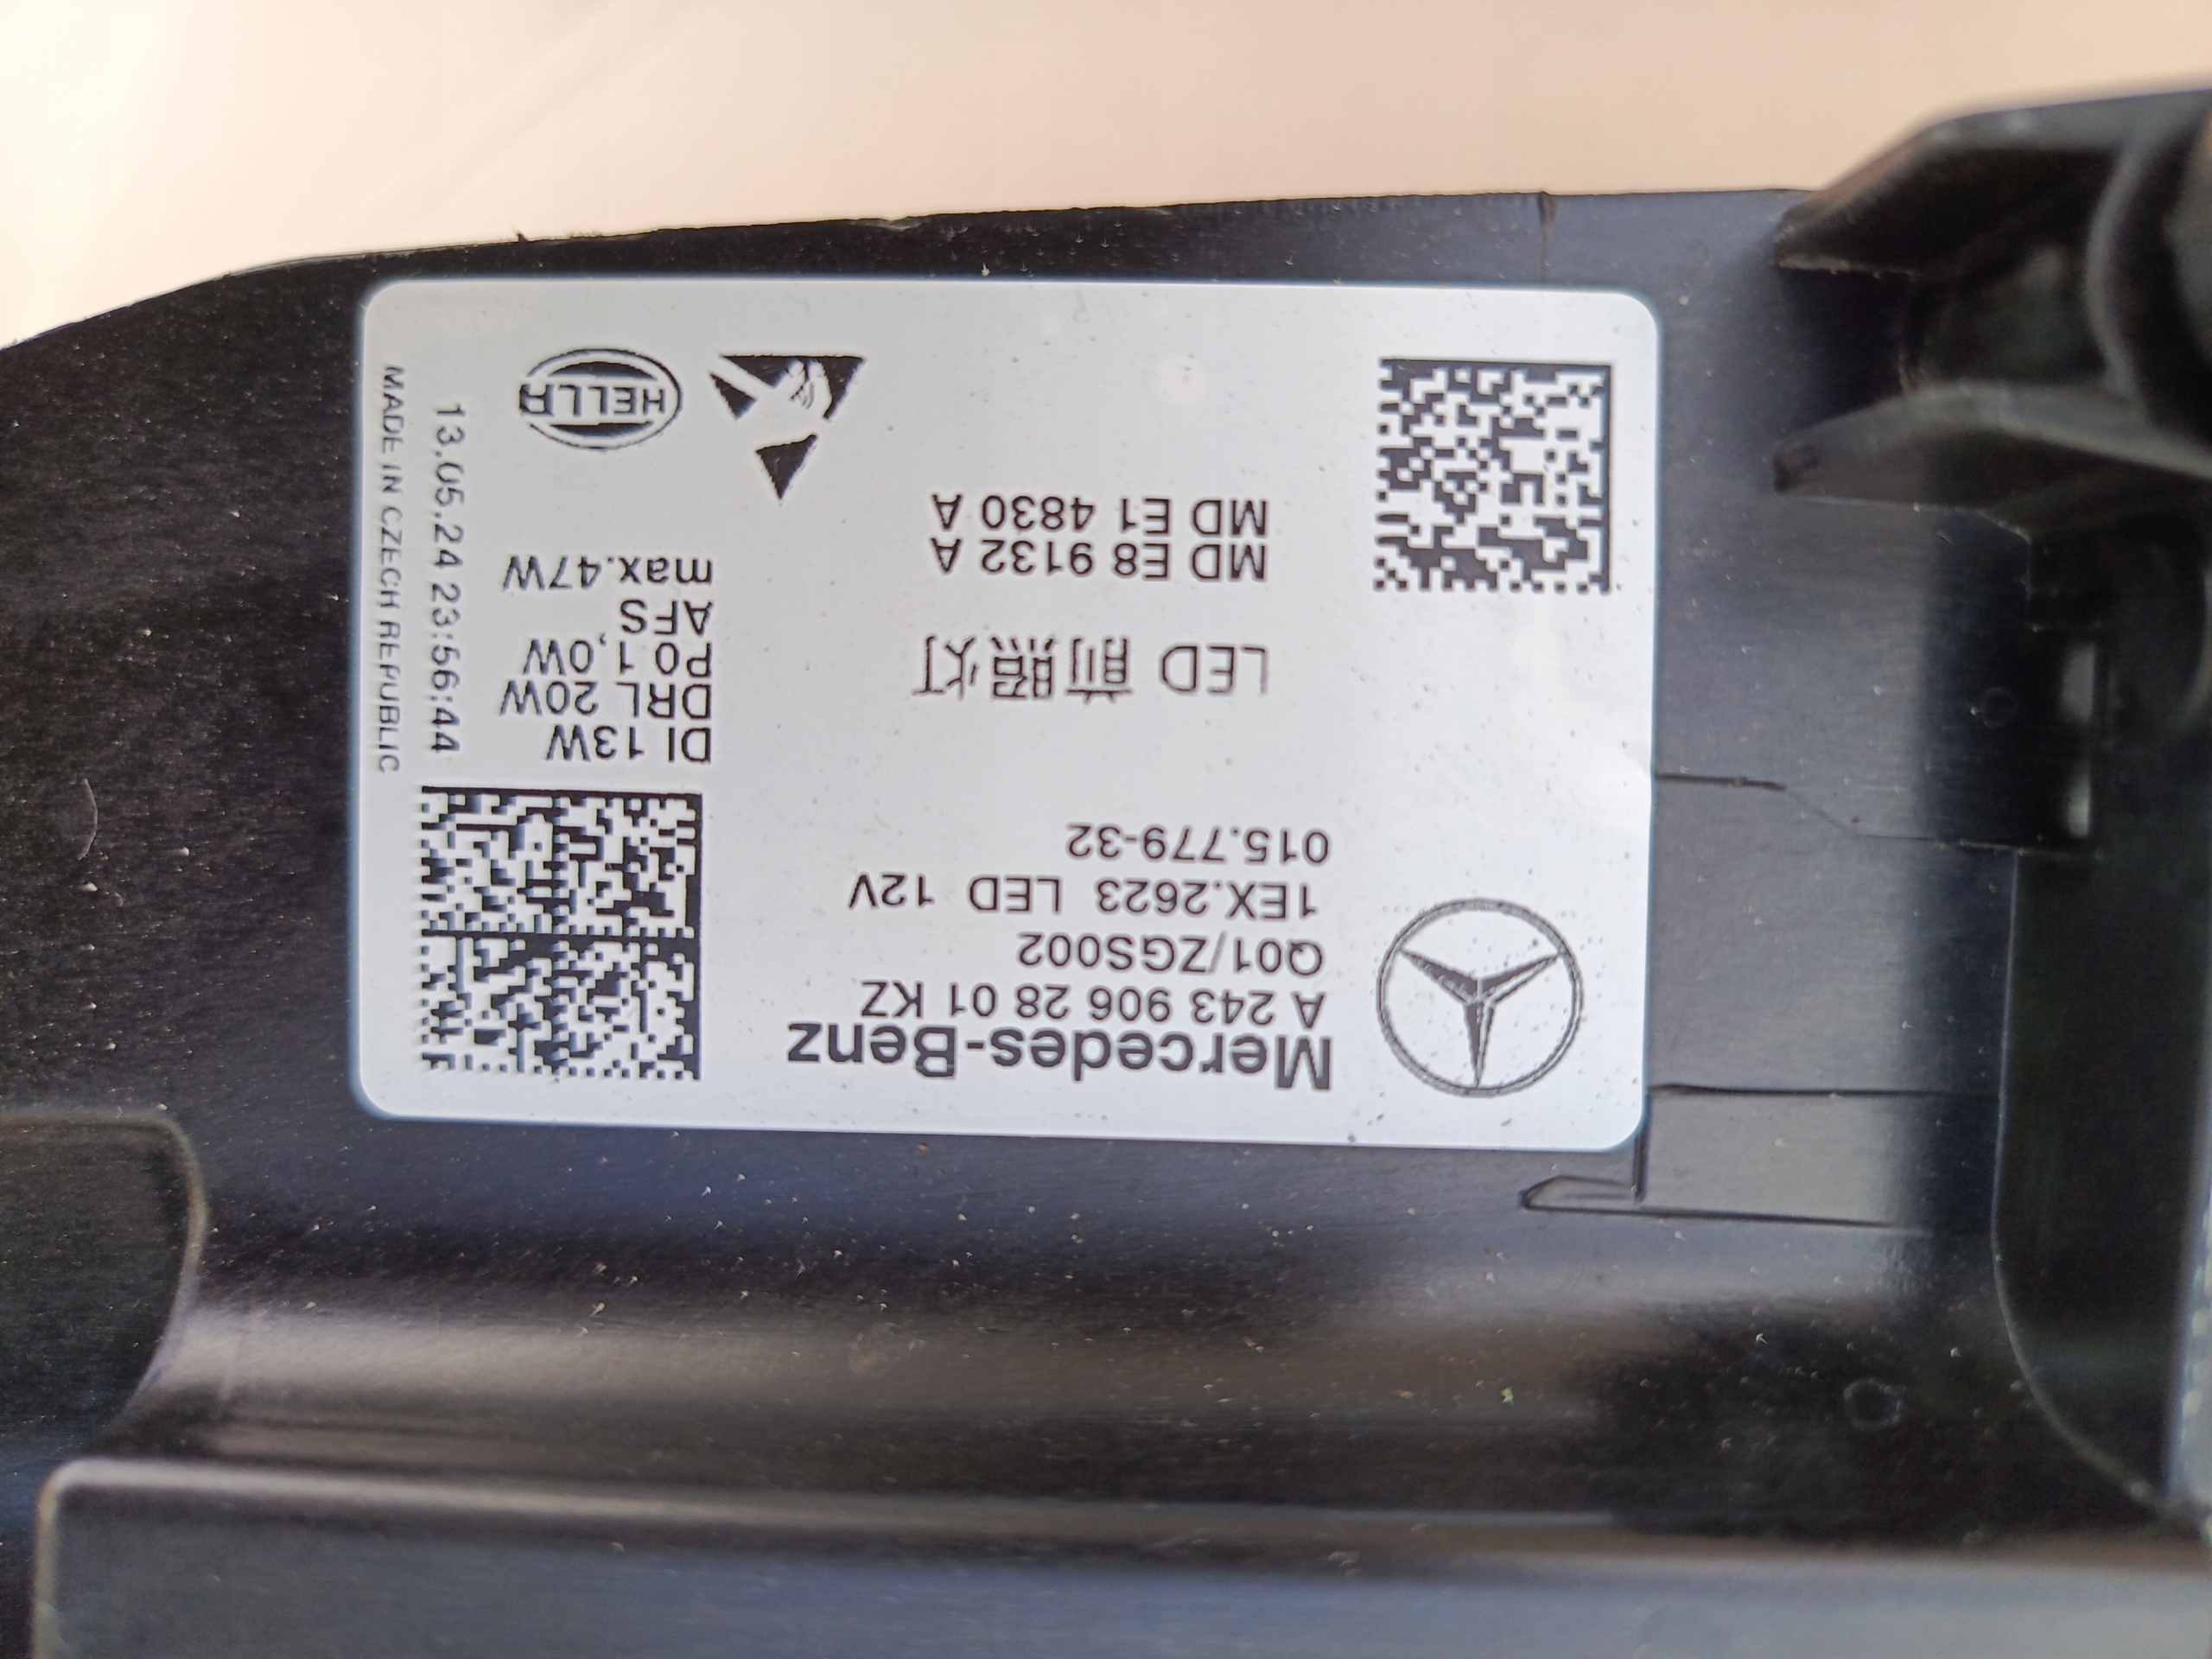 Mercedes-Benz
A 243 906 28 01 KZ
Q01/ZGS002
1EX.2623 LED 12V
015.779-32
LED 前照灯
MD E8 9132 A
MD E1 4830 A
DI 13W
DRL 20W
PO 1,0W
AFS
max.47W
HELLA
13.05.24 23:56:44
MADE IN CZECH REPUBLIC